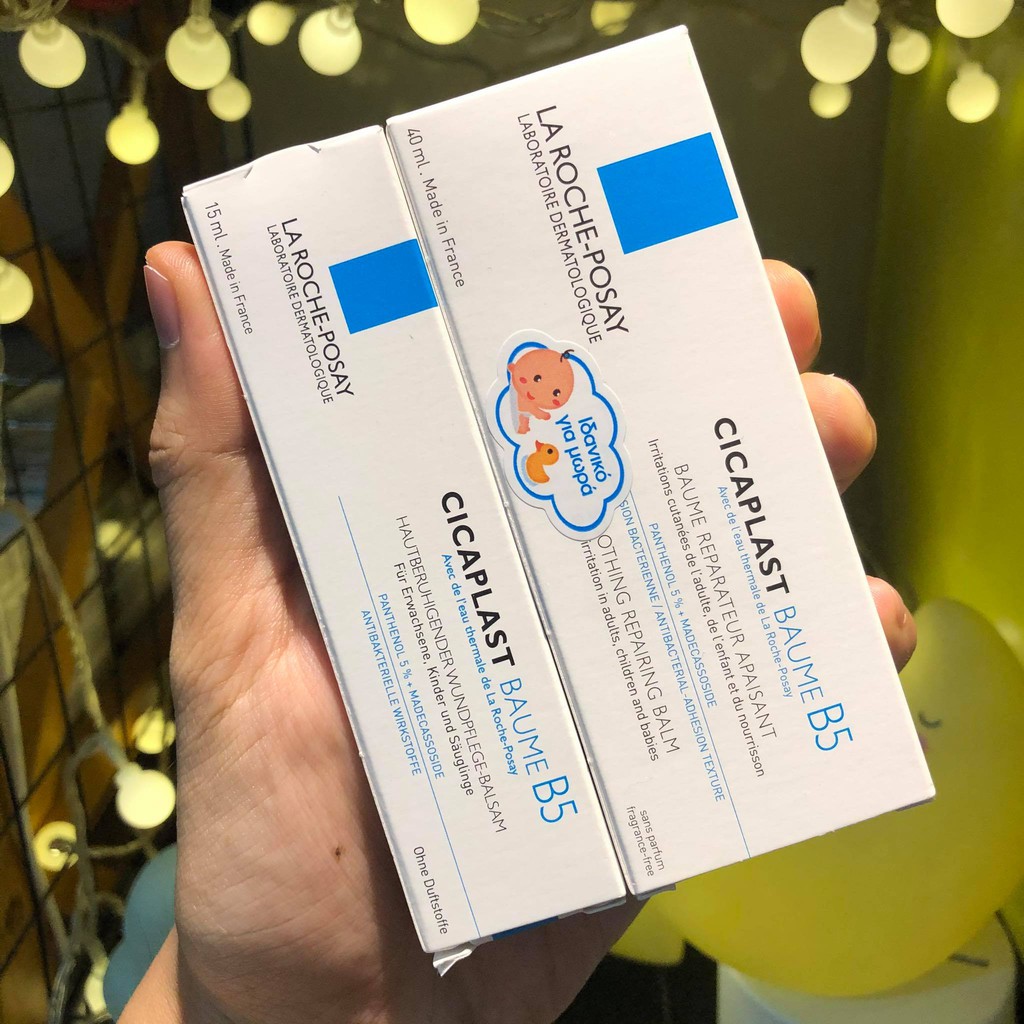 15 ml . Made in France
LA ROCHE-POSAY
LABORATOIRE DERMATOLOGIQUE
CICAPLAST BAUME B5
Avec de l'eau thermale de La Roche-Posay
HAUTBERUHIGENDER WUNDPFLEGE-BALSAM
Für Erwachsene, Kinder und Säuglinge
PANTHENOL 5 % + MADECASSOSIDE
ANTIBAKTERIELLE WIRKSTOFFE
Ohne Duftstoffe
40 ml . Made in France
LA ROCHE-POSAY
LABORATOIRE DERMATOLOGIQUE
Ιδανικό
για μωρά
CICAPLAST BAUME B5
Avec de l'eau thermale de La Roche-Posay
BAUME REPARATEUR APAISANT
Irritations cutanées de l'adulte, de l'enfant et du nourrisson
PANTHENOL 5 % + MADECASSOSIDE
BACTERIENNE / ANTIBACTERIAL-ADHESION TEXTURE
REPAIRING BALM
irritation in adults, children and babies
sans parfum
fragrance-free